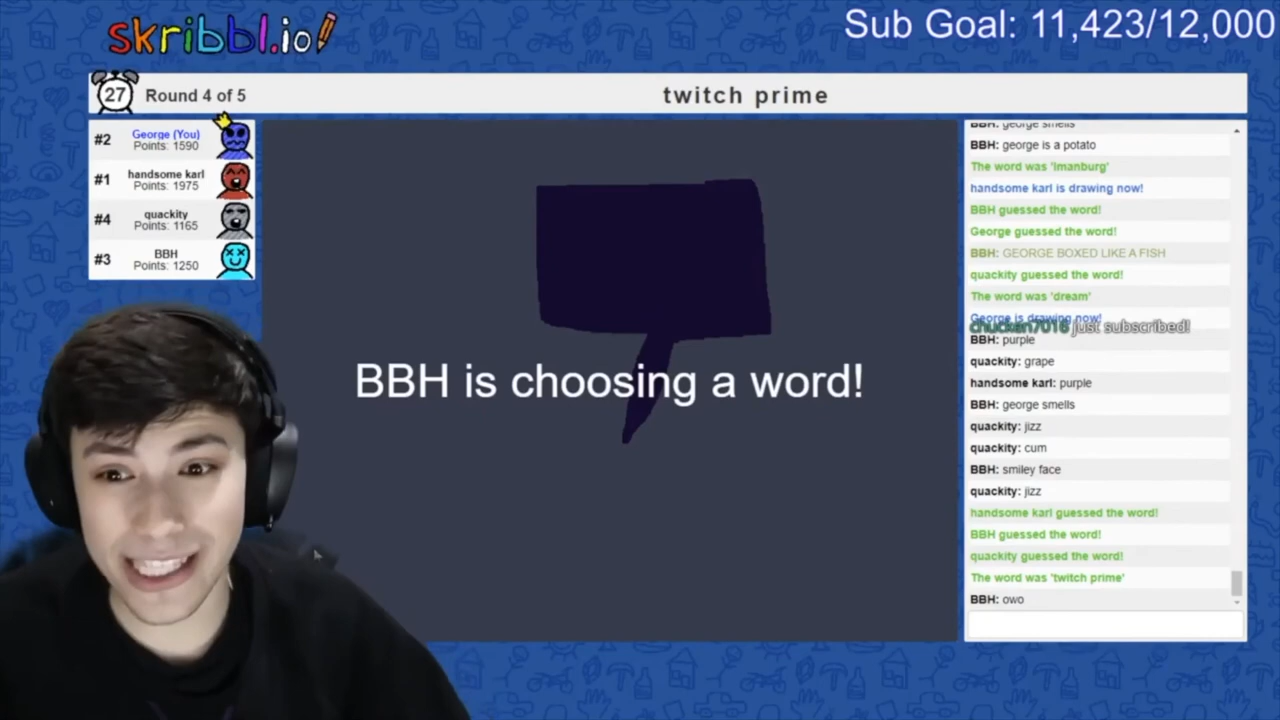 skribbl.io
Sub Goal: 11,423/12,000
27
Round 4 of 5
twitch prime
#2
George (You)
Points: 1590
#1
handsome karl
Points: 1975
#4
quackity
Points: 1165
#3
BBH
Points: 1250
BBH is choosing a word!
BBH: george smells
BBH: george is a potato
The word was 'lmanburg'
handsome karl is drawing now!
BBH guessed the word!
George guessed the word!
BBH: GEORGE BOXED LIKE A FISH
quackity guessed the word!
The word was 'dream'
George is drawing now!
chucken7016 just subscribed!
BBH: purple
quackity: grape
handsome karl: purple
BBH: george smells
quackity: jizz
quackity: cum
BBH: smiley face
quackity: jizz
handsome karl guessed the word!
BBH guessed the word!
quackity guessed the word!
The word was 'twitch prime'
BBH: owo